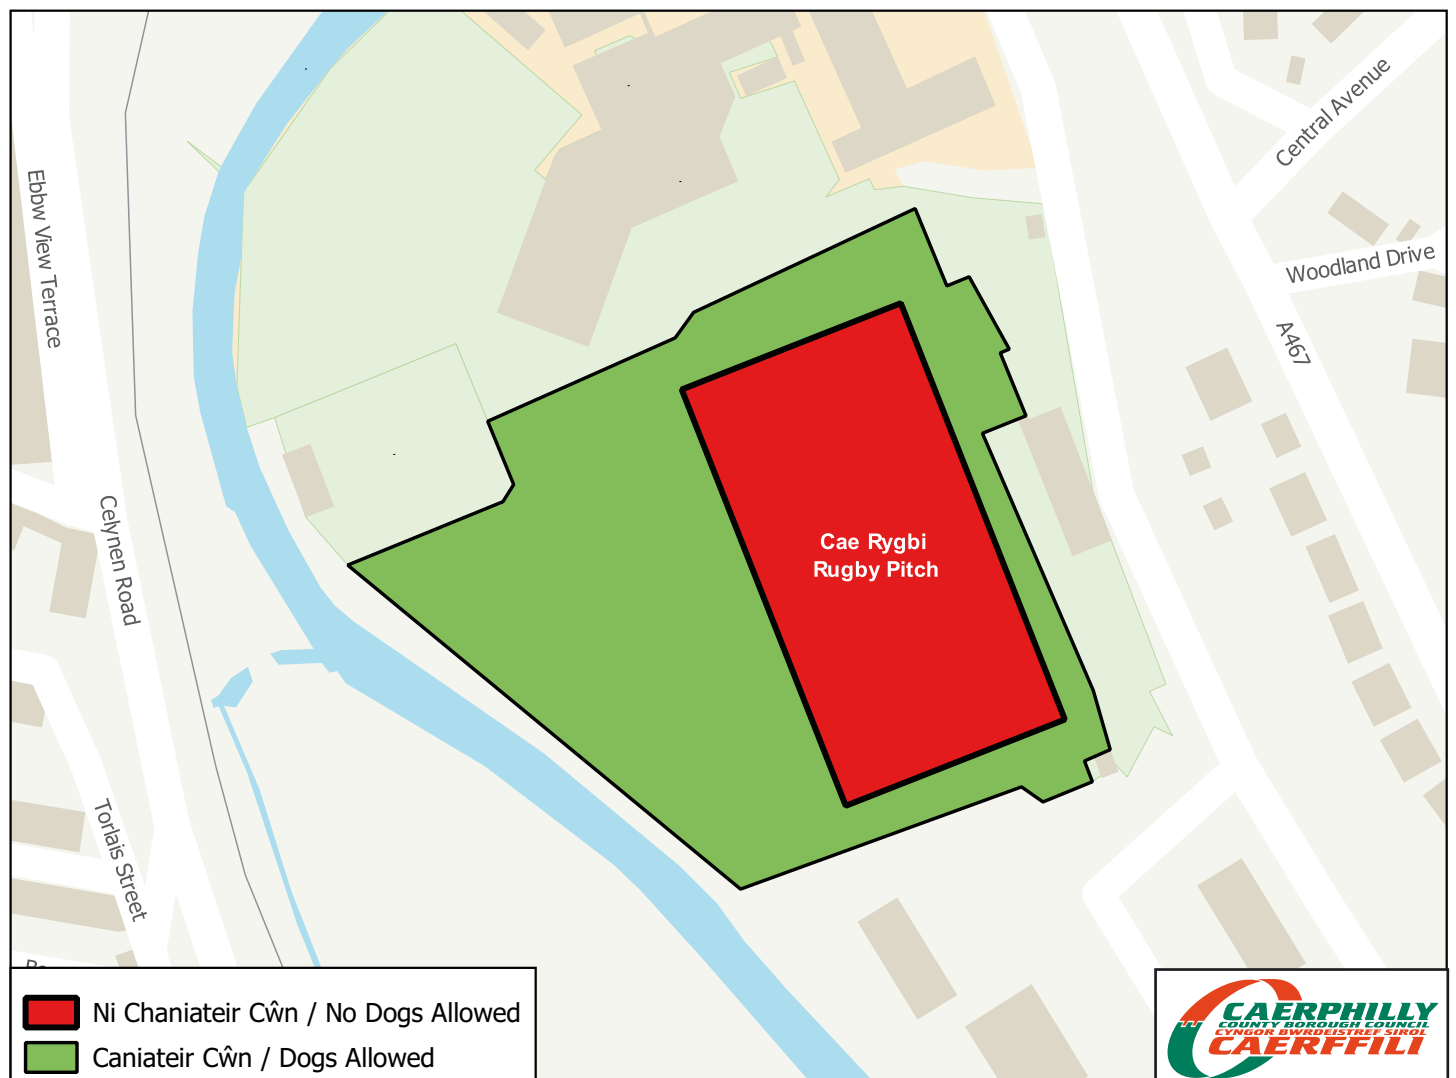 Central Avenue
Ebbw View Terrace
Woodland Drive
A467
Celynen Road
Cae Rygbi
Rugby Pitch
Torlais Street
Ni Chaniateir Cŵn / No Dogs Allowed
Caniateir Cŵn / Dogs Allowed
CAERPHILLY
COUNTY BOROUGH COUNCIL
CYNGOR BWRDEISTREF SIROL
CAERFFILI